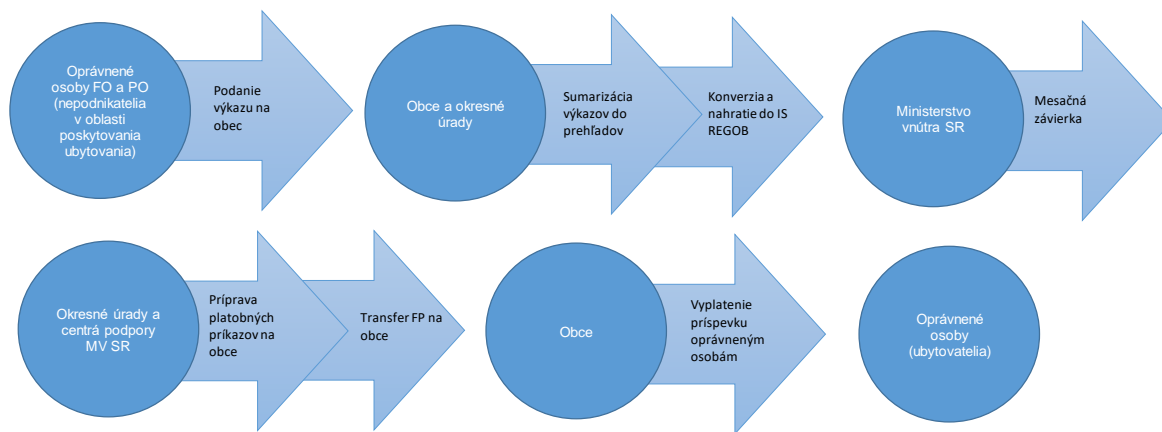 Oprávnené
osoby FO a PO
(nepodnikatelia
v oblasti
poskytovania
ubytovania)
Podanie
výkazu na
obec
Obce a okresné
úrady
Sumarizácia
výkazov do
prehľadov
Konverzia a
nahratie do IS
REGOB
Ministerstvo
vnútra SR
Mesačná
závierka
Okresné úrady a
centrá podpory
MV SR
Príprava
platobných
príkazov na
obce
Transfer FP na
obce
Obce
Vyplatenie
príspevku
oprávneným
osobám
Oprávnené
osoby
(ubytovatelia)